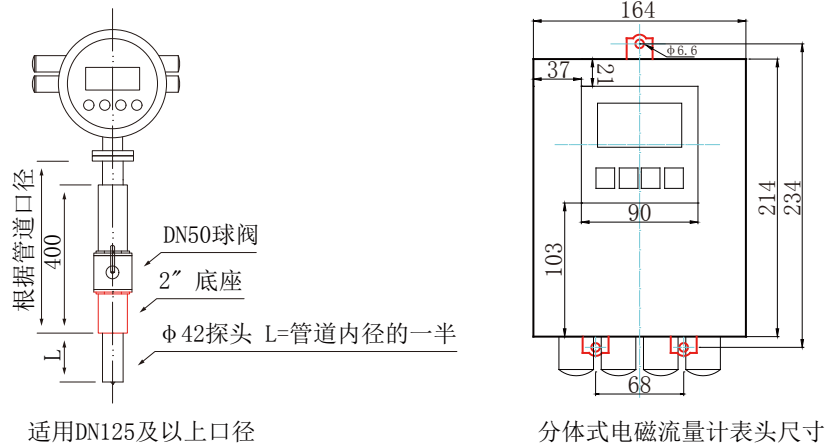 根据管道口径
400
L
DN50球阀
2″ 底座
φ42探头 L=管道内径的一半
适用DN125及以上口径
164
φ6.6
37
21
90
103
214
234
68
分体式电磁流量计表头尺寸